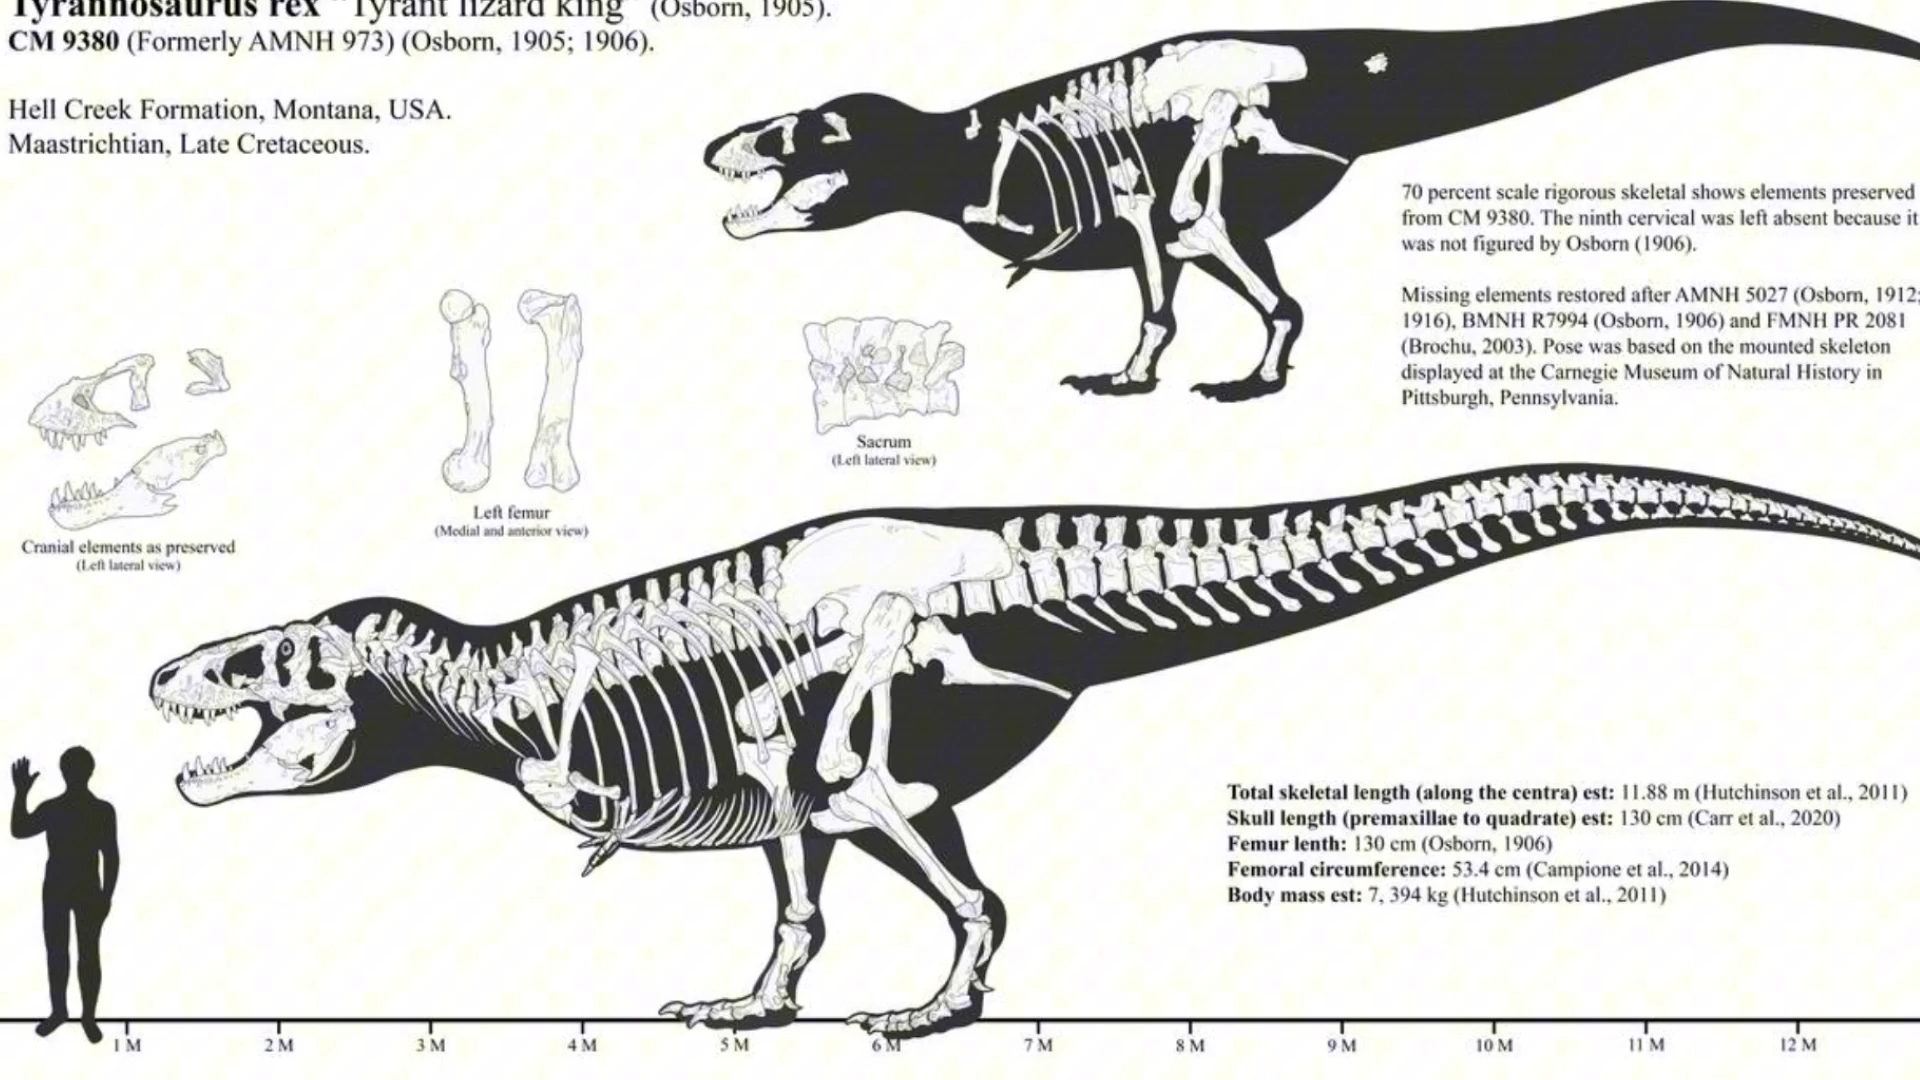 Tyrannosaurus rex "Tyrant lizard king" (Osborn, 1905).
CM 9380 (Formerly AMNH 973) (Osborn, 1905; 1906).
Hell Creek Formation, Montana, USA.
Maastrichtian, Late Cretaceous.
70 percent scale rigorous skeletal shows elements preserved
from CM 9380. The ninth cervical was left absent because it
was not figured by Osborn (1906).
Missing elements restored after AMNH 5027 (Osborn, 1912;
1916), BMNH R7994 (Osborn, 1906) and FMNH PR 2081
(Brochu, 2003). Pose was based on the mounted skeleton
displayed at the Carnegie Museum of Natural History in
Pittsburgh, Pennsylvania.
Sacrum
(Left lateral view)
Left femur
(Medial and anterior view)
Cranial elements as preserved
(Left lateral view)
Total skeletal length (along the centra) est: 11.88 m (Hutchinson et al., 2011)
Skull length (premaxillae to quadrate) est: 130 cm (Carr et al., 2020)
Femur lenth: 130 cm (Osborn, 1906)
Femoral circumference: 53.4 cm (Campione et al., 2014)
Body mass est: 7, 394 kg (Hutchinson et al., 2011)
1 M 2 M 3 M 4 M 5 M 6 M 7 M 8 M 9 M 10 M 11 M 12 M